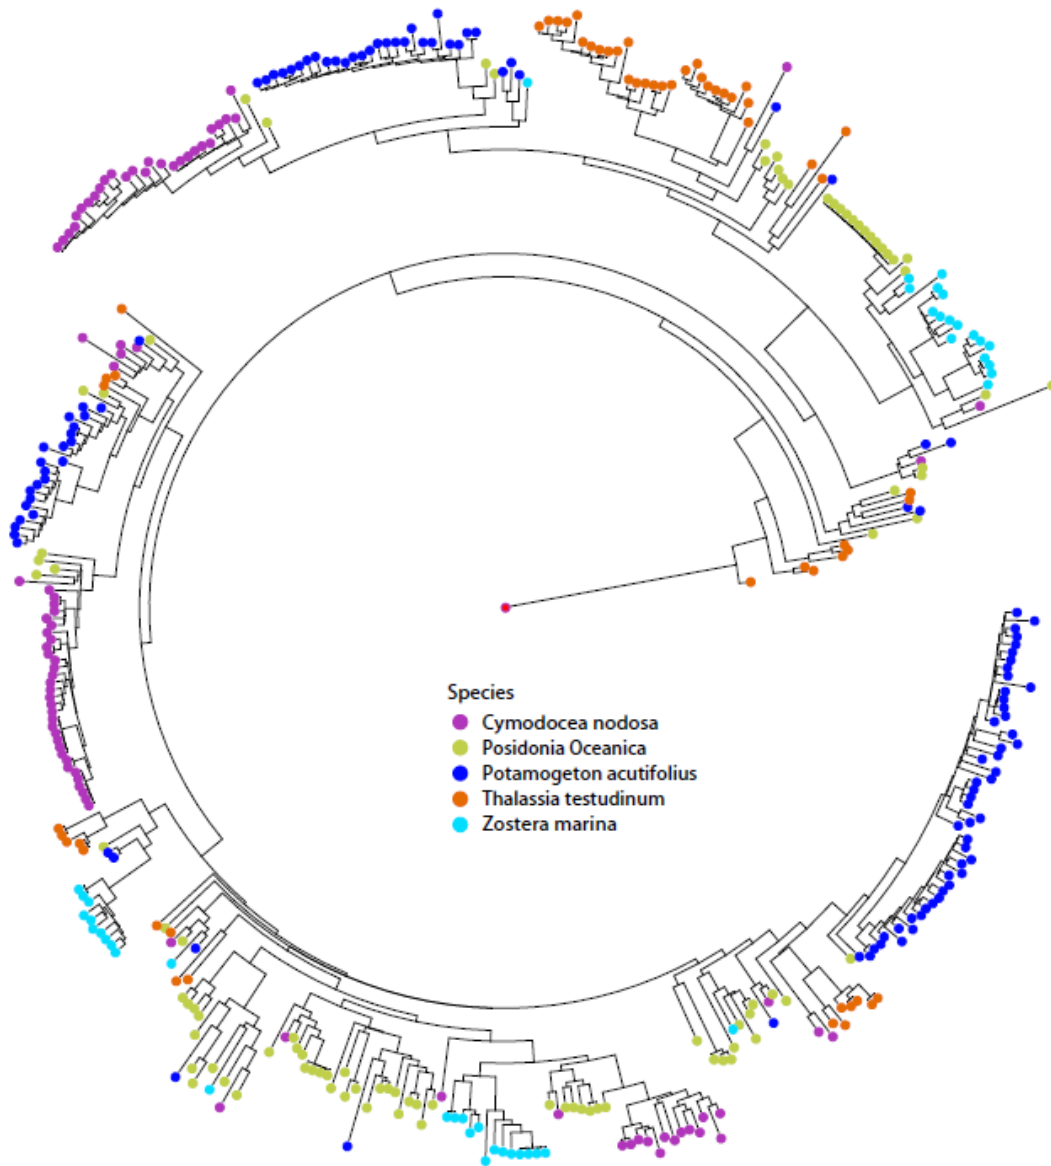 Species
Cymodocea nodosa
Posidonia Oceanica
Potamogeton acutifolius
Thalassia testudinum
Zostera marina